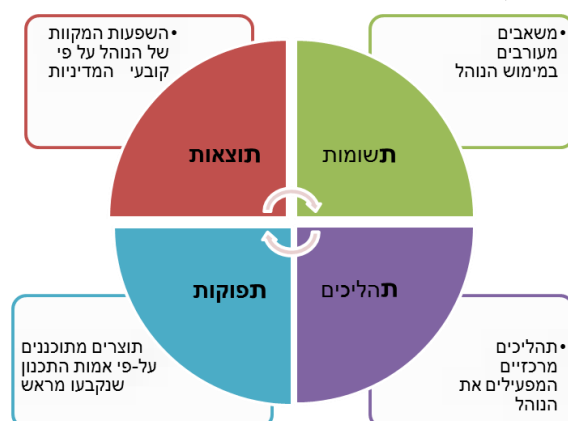 •משאבים
מעורבים
במימוש הנוהל
•השפעות המקוות
של הנוהל על פי
קובעי המדיניות
תשומות
תוצאות
תהליכים
תפוקות
•תהליכים
מרכזיים
המפעילים את
הנוהל
תוצרים מתוכננים
על-פי אמות התכנון
שנקבעו מראש